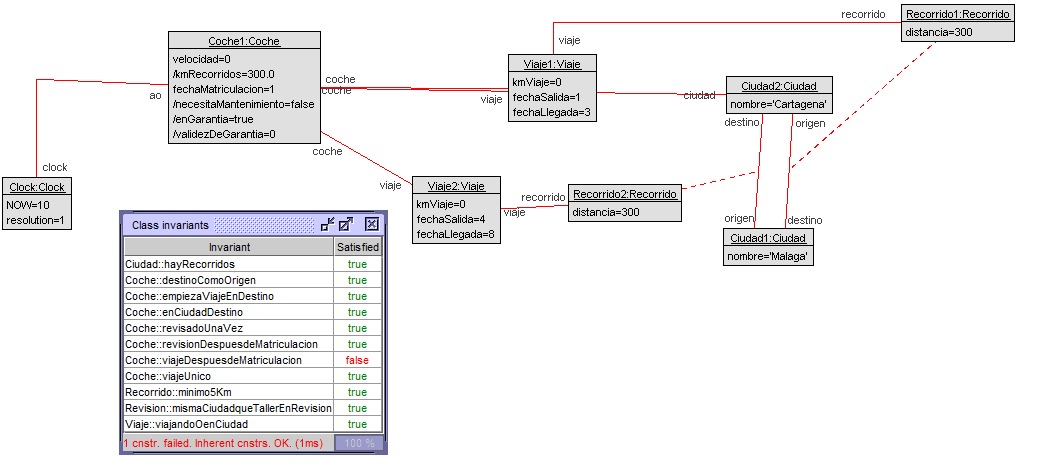 recorrido
Recorrido1:Recorrido
distancia=300
viaje
Coche1:Coche
velocidad=0
/kmRecorridos=300.0
fechaMatriculacion=1
/necesitaMantenimiento=false
/enGarantia=true
/validezDeGarantia=0
ao
coche
coche
coche
viaje
Viaje1:Viaje
kmViaje=0
fechaSalida=1
fechaLlegada=3
ciudad
Ciudad2:Ciudad
nombre='Cartagena'
destino
origen
clock
Clock:Clock
NOW=10
resolution=1
viaje
Viaje2:Viaje
kmViaje=0
fechaSalida=4
fechaLlegada=8
recorrido
viaje
Recorrido2:Recorrido
distancia=300
origen
destino
Ciudad1:Ciudad
nombre='Malaga'
Class invariants
Invariant Satisfied
Ciudad::hayRecorridos true
Coche::destinoComoOrigen true
Coche::empiezaViajeEnDestino true
Coche::enCiudadDestino true
Coche::revisadoUnaVez true
Coche::revisionDespuesdeMatriculacion true
Coche::viajeDespuesdeMatriculacion false
Coche::viajeUnico true
Recorrido::minimo5Km true
Revision::mismaCiudadqueTallerEnRevision true
Viaje::viajandoOenCiudad true
1 cnstr. failed. Inherent cnstrs. OK. (1ms) 100 %